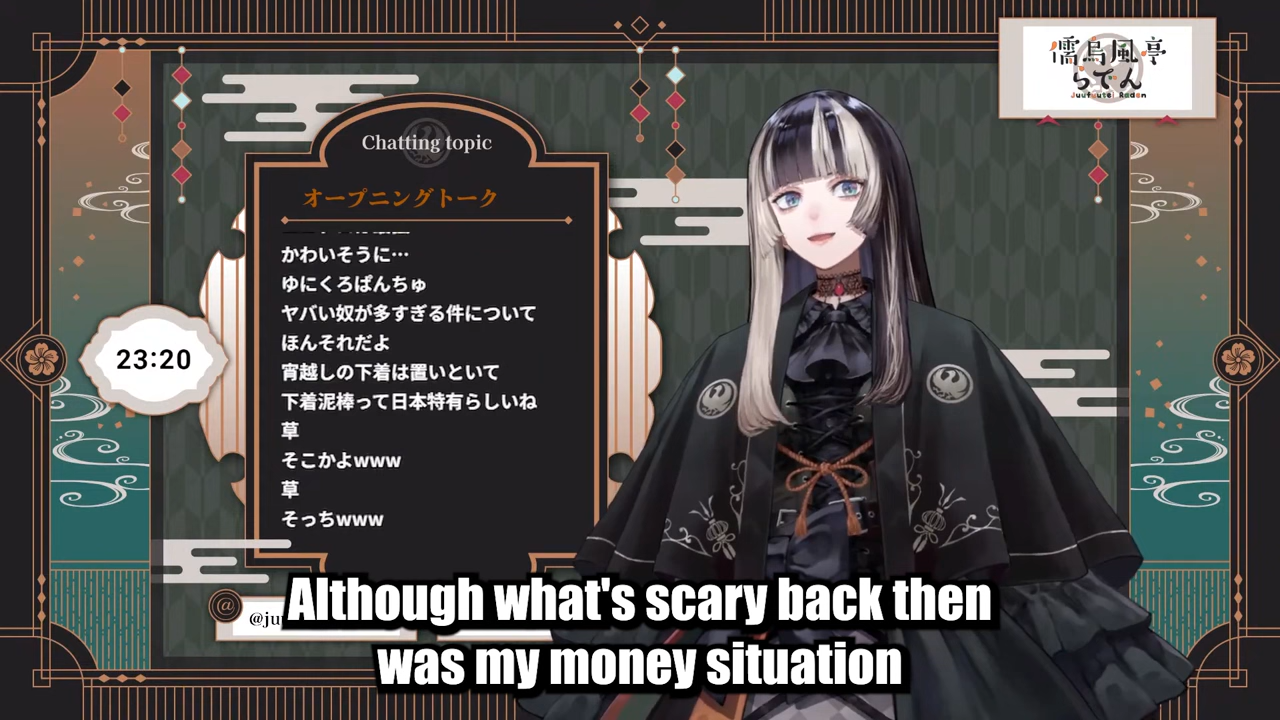 儒烏風亭
らでん
Juufuutei Raden
Chatting topic
オープニングトーク
かわいそうに…
ゆにくろぱんちゅ
ヤバい奴が多すぎる件について
ほんそれだよ
宵越しの下着は置いといて
下着泥棒って日本特有らしいね
草
そこかよwww
草
そっちwww
23:20
@ju
Although what's scary back then
was my money situation